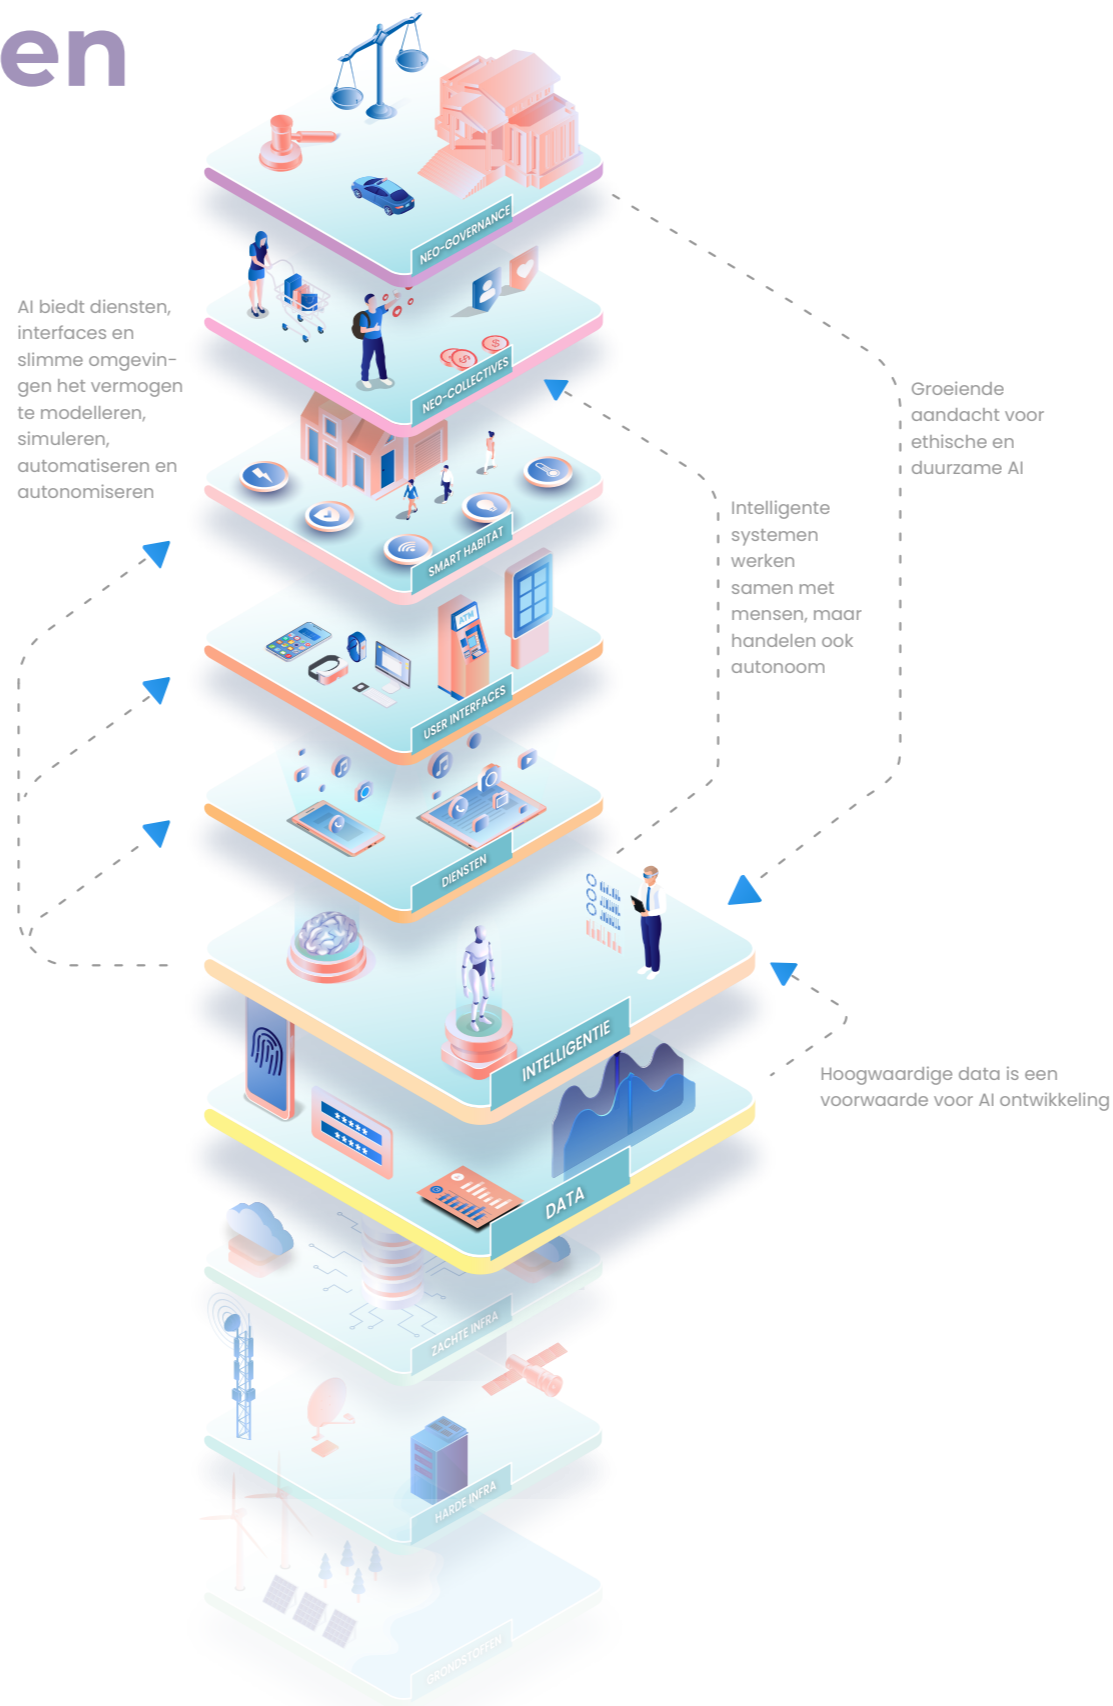 en
NEO-GOVERNANCE
AI biedt diensten,
interfaces en
slimme omgevin-
gen het vermogen
te modelleren,
simuleren,
automatiseren en
autonomiseren
NEO-COLLECTIVES
Groeiende
aandacht voor
ethische en
duurzame AI
Intelligente
systemen
werken
samen met
mensen, maar
handelen ook
autonoom
SMART HABITAT
ATM
USER INTERFACES
DIENSTEN
INTELLIGENTIE
Hoogwaardige data is een
voorwaarde voor AI ontwikkeling
*****
*****
DATA
ZACHTE INFRA
HARDE INFRA
GRONDSTOFFEN